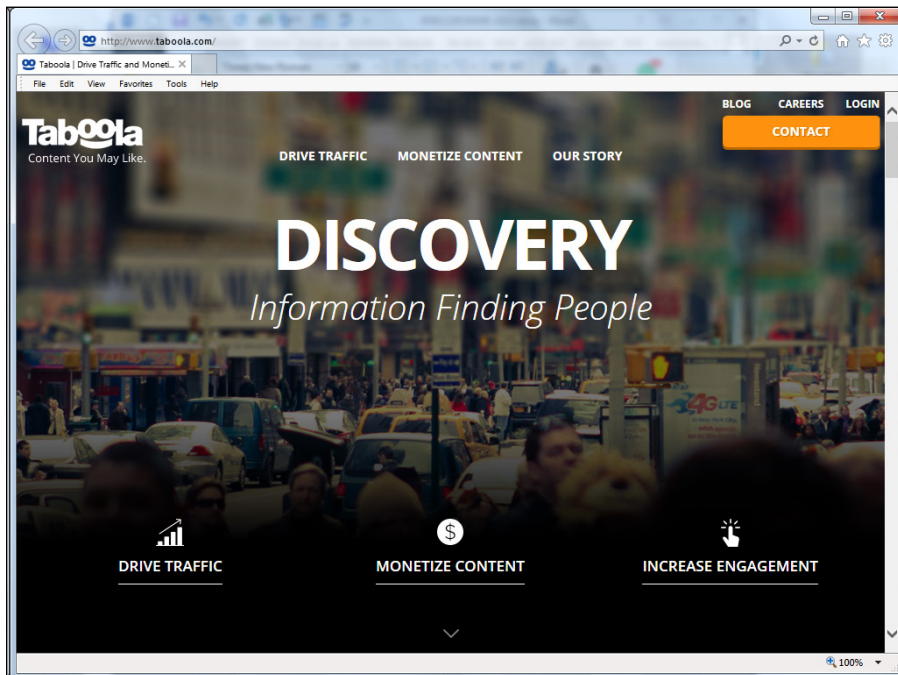 http://www.taboola.com/
Taboola | Drive Traffic and Moneti...
File Edit View Favorites Tools Help
BLOG CAREERS LOGIN
Taboola
CONTACT
Content You May Like.
DRIVE TRAFFIC MONETIZE CONTENT OUR STORY
DISCOVERY
Information Finding People
4G LTE
DRIVE TRAFFIC MONETIZE CONTENT INCREASE ENGAGEMENT
100%